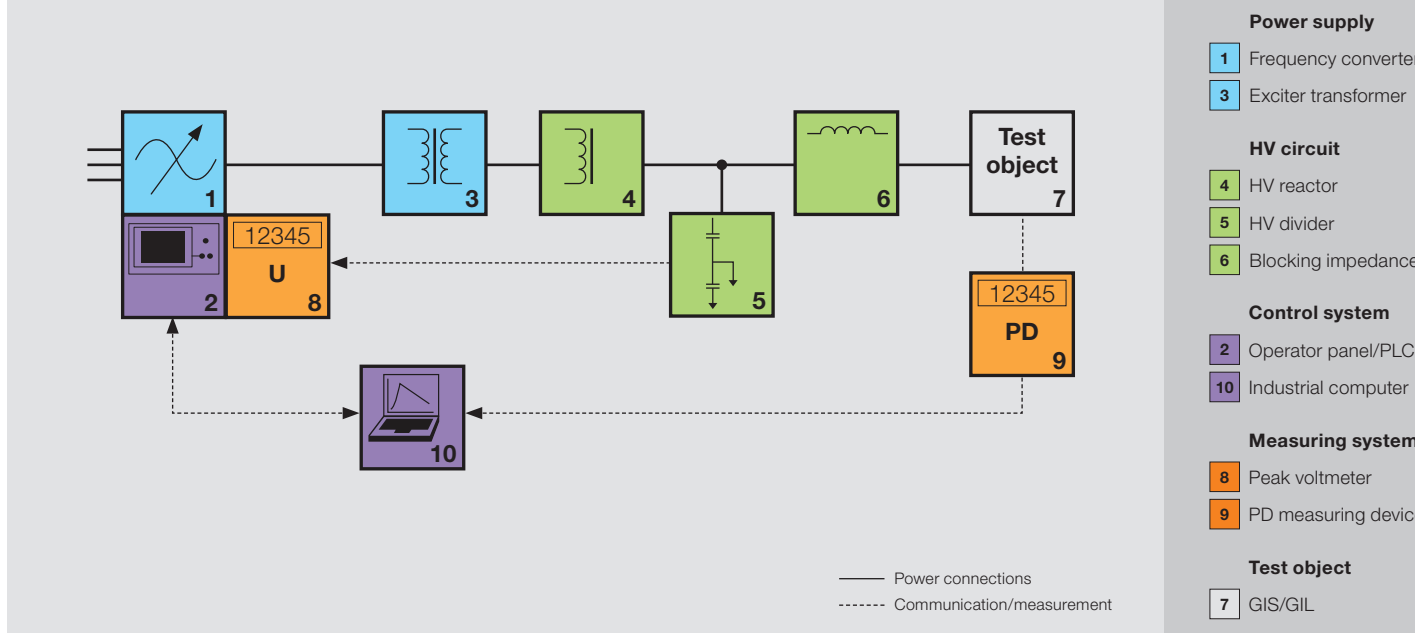 1
3
4
6
Test
object
7
12345
U
2
8
5
12345
PD
9
10
Power connections
Communication/measurement
Power supply
1 Frequency converter
3 Exciter transformer
HV circuit
4 HV reactor
5 HV divider
6 Blocking impedance
Control system
2 Operator panel/PLC
10 Industrial computer
Measuring system
8 Peak voltmeter
9 PD measuring devic
Test object
7 GIS/GIL